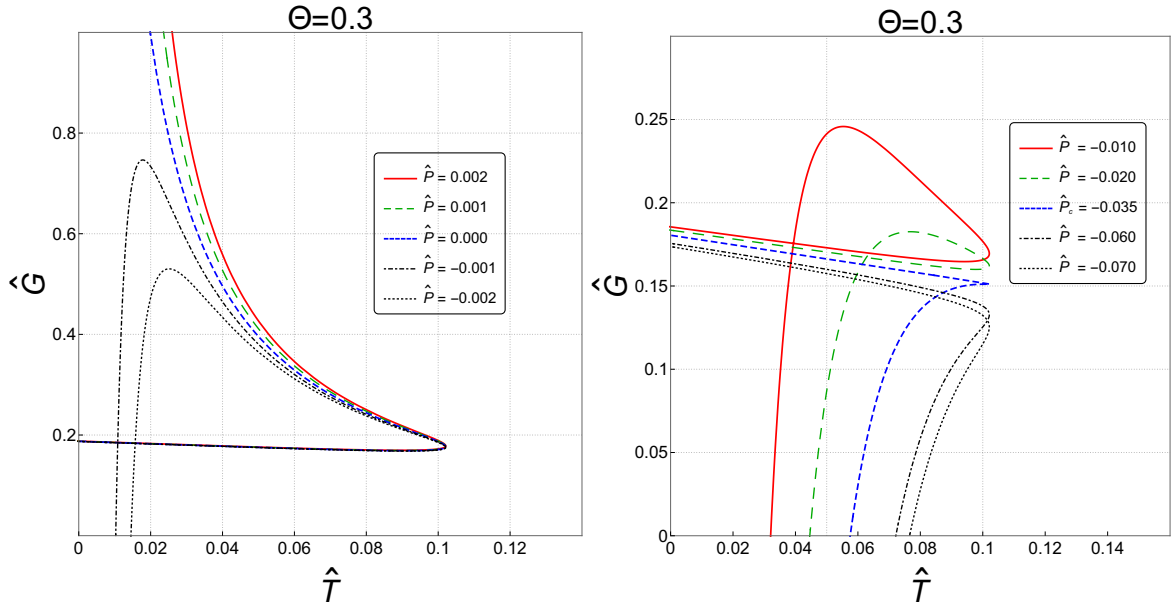 Θ=0.3
0.8
0.6
0.4
0.2
0
0.02
0.04
0.06
0.08
0.1
0.12
Ĝ
T̂
P̂ = 0.002
P̂ = 0.001
P̂ = 0.000
P̂ = −0.001
P̂ = −0.002
Θ=0.3
0.25
0.2
0.15
0.1
0.05
0
0
0.02
0.04
0.06
0.08
0.1
0.12
0.14
Ĝ
T̂
P̂ = −0.010
P̂ = −0.020
P̂c = −0.035
P̂ = −0.060
P̂ = −0.070